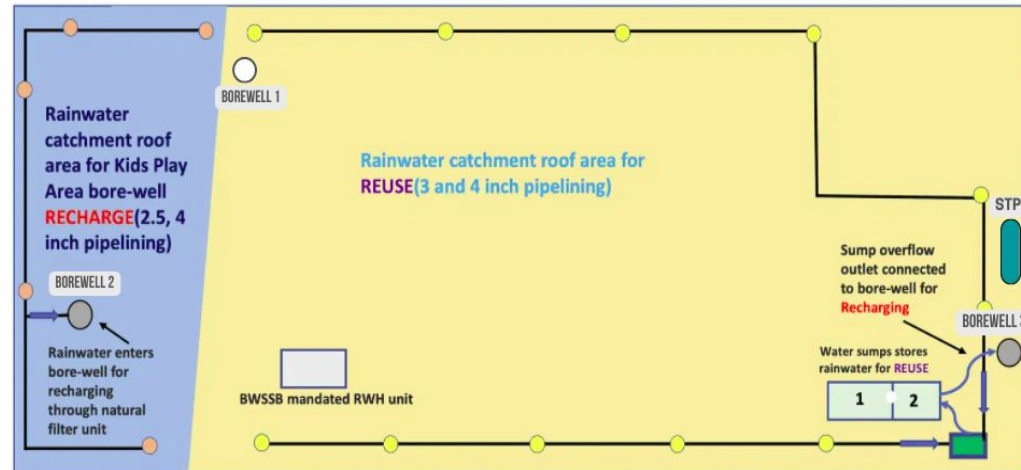 BOREWELL 1
Rainwater
catchment roof
area for Kids Play
Area bore-well
RECHARGE(2.5, 4
inch pipelining)
Rainwater catchment roof area for
REUSE(3 and 4 inch pipelining)
STP
Sump overflow
outlet connected
to bore-well for
Recharging
BOREWELL 2
BOREWELL 3
Rainwater enters
bore-well for
recharging
through natural
filter unit
BWSSB mandated RWH unit
Water sumps stores
rainwater for REUSE
1 2